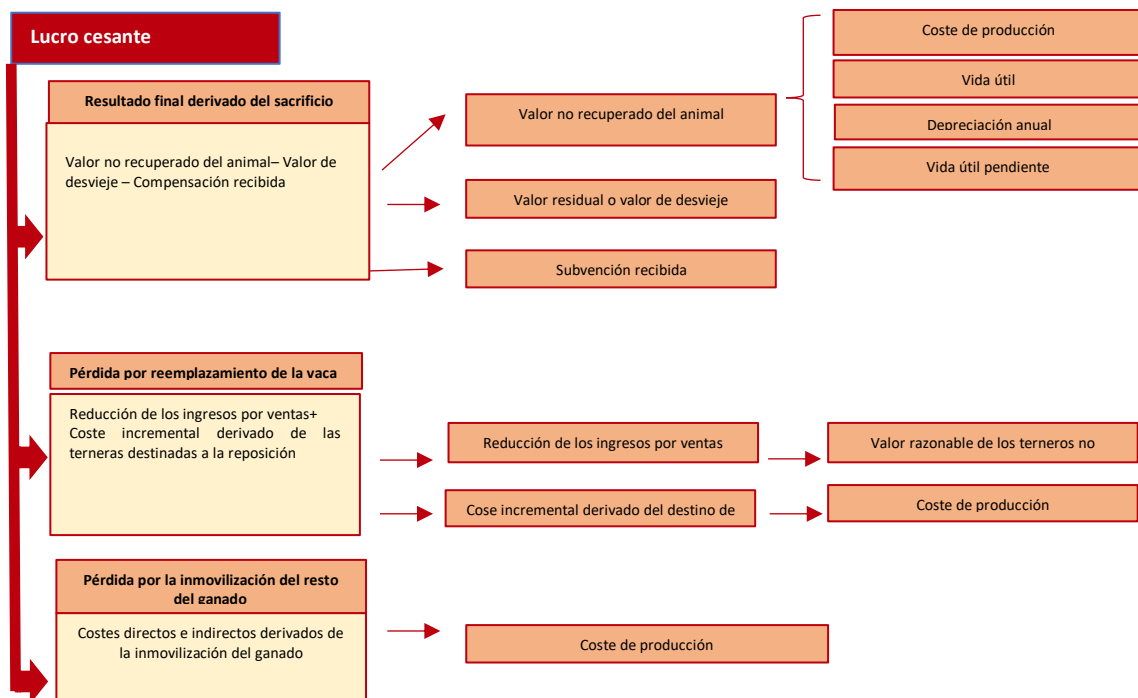 Lucro cesante
Resultado final derivado del sacrificio
Valor no recuperado del animal– Valor de
desvieje – Compensación recibida
Valor no recuperado del animal
Coste de producción
Vida útil
Depreciación anual
Vida útil pendiente
Valor residual o valor de desvieje
Subvención recibida
Pérdida por reemplazamiento de la vaca
Reducción de los ingresos por ventas+
Coste incremental derivado de las
terneras destinadas a la reposición
Reducción de los ingresos por ventas
Valor razonable de los terneros no
Cose incremental derivado del destino de
Coste de producción
Pérdida por la inmovilización del resto
del ganado
Costes directos e indirectos derivados de
la inmovilización del ganado
Coste de producción